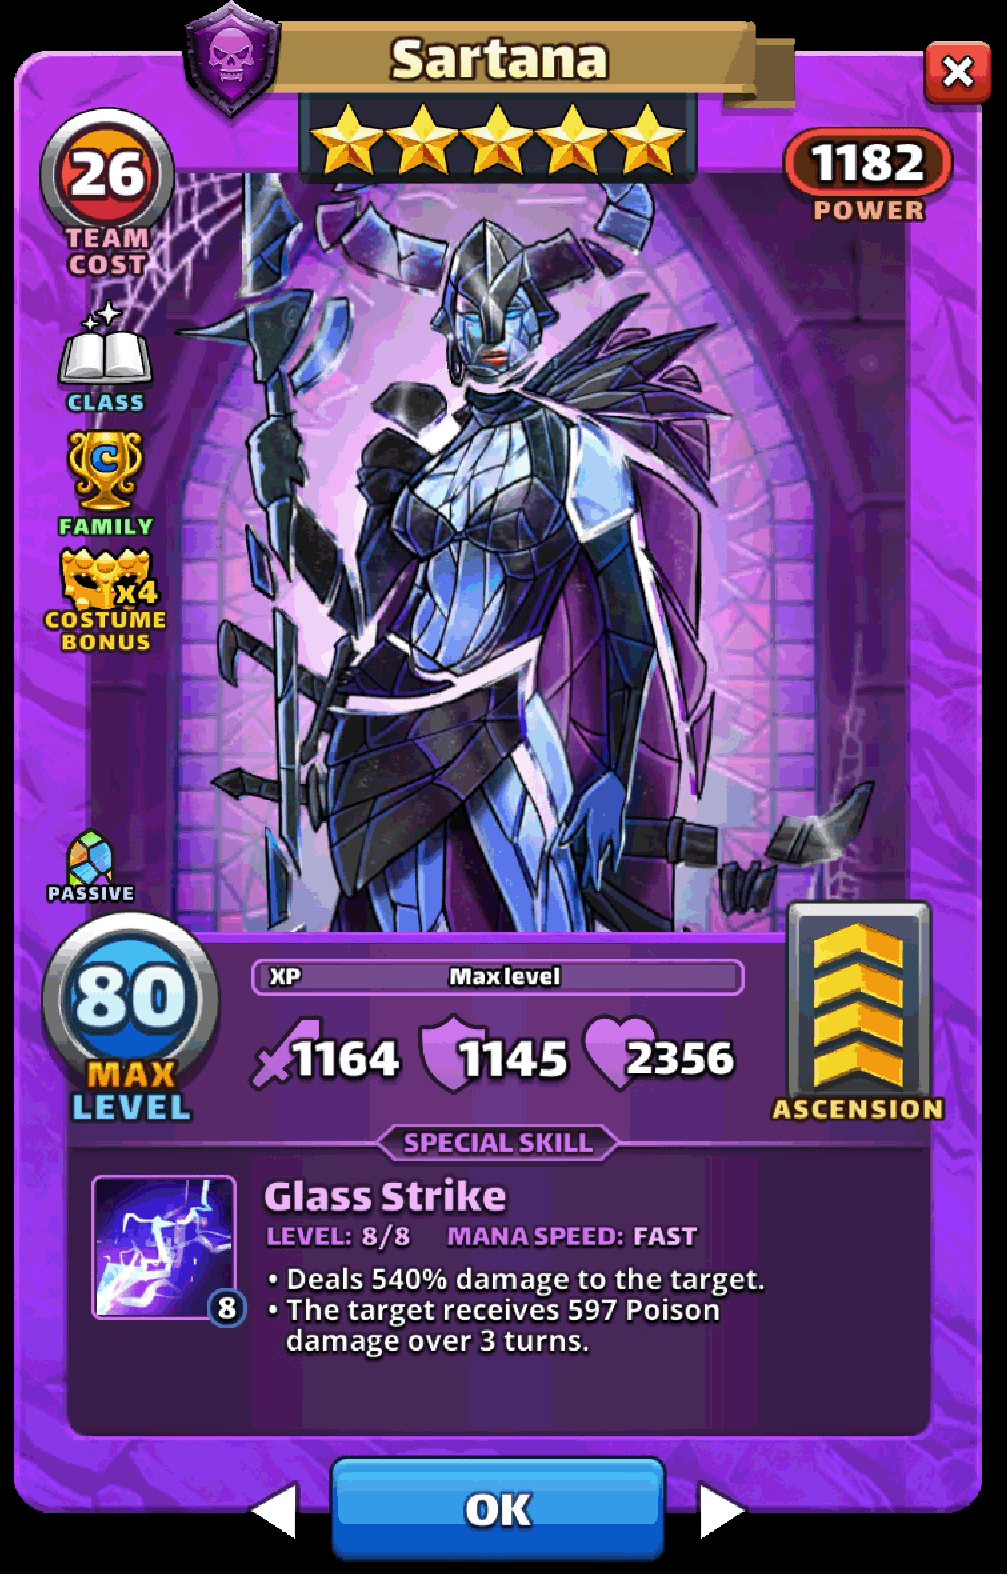 Sartana
26
TEAM
COST
1182
POWER
CLASS
C
FAMILY
x4
COSTUME
BONUS
PASSIVE
80
MAX
LEVEL
XP Max level
1164 1145 2356
ASCENSION
SPECIAL SKILL
Glass Strike
LEVEL: 8/8 MANA SPEED: FAST
8
• Deals 540% damage to the target.
• The target receives 597 Poison
damage over 3 turns.
OK